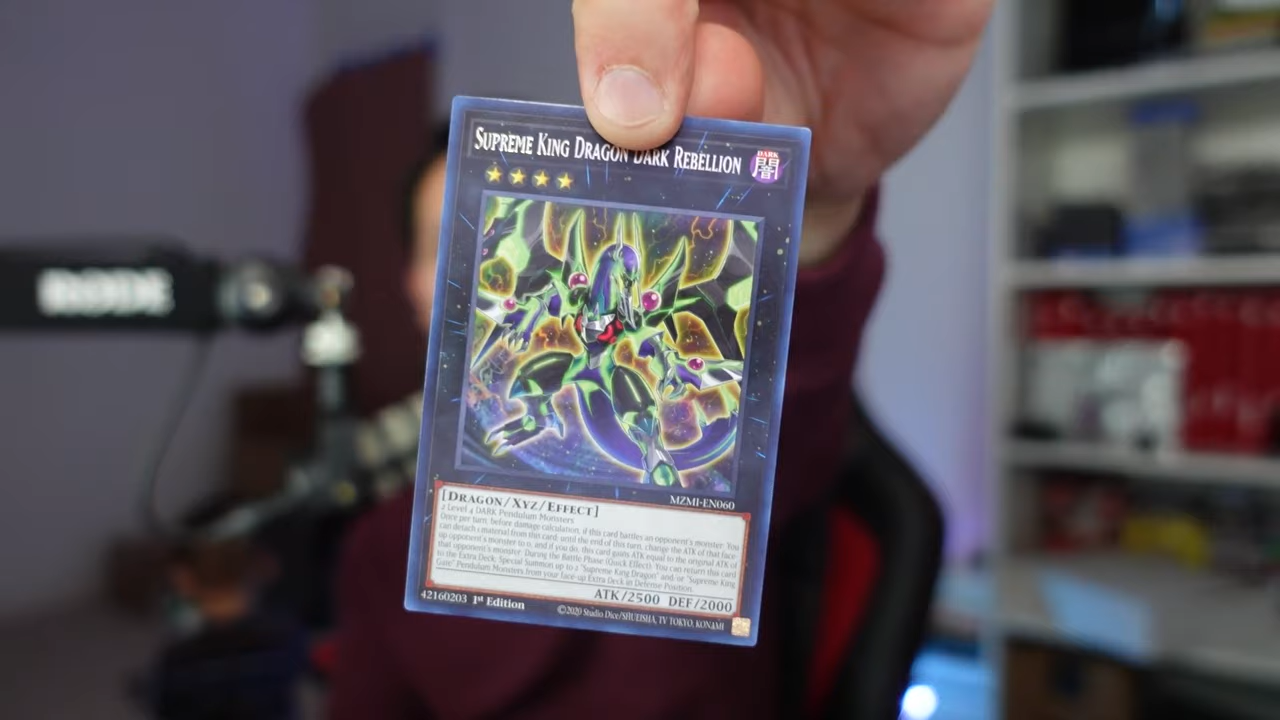 RØDE
SUPREME KING DRAGON DARK REBELLION
DARK
闇
MZMI-EN060
[DRAGON/XYZ/EFFECT]
2 Level 4 DARK Pendulum Monsters
Once per turn, before damage calculation, if this card battles an opponent's monster: You
can detach 1 material from this card; until the end of this turn, change the ATK of that face-
up opponent's monster to 0, and if you do, this card gains ATK equal to the original ATK of
that opponent's monster. During the Battle Phase (Quick Effect): You can return this card
to the Extra Deck; Special Summon up to 2 "Supreme King Dragon" and/or "Supreme King
Gate" Pendulum Monsters from your face-up Extra Deck in Defense Position.
ATK/2500 DEF/2000
42160203 1st Edition
©2020 Studio Dice/SHUEISHA, TV TOKYO, KONAMI